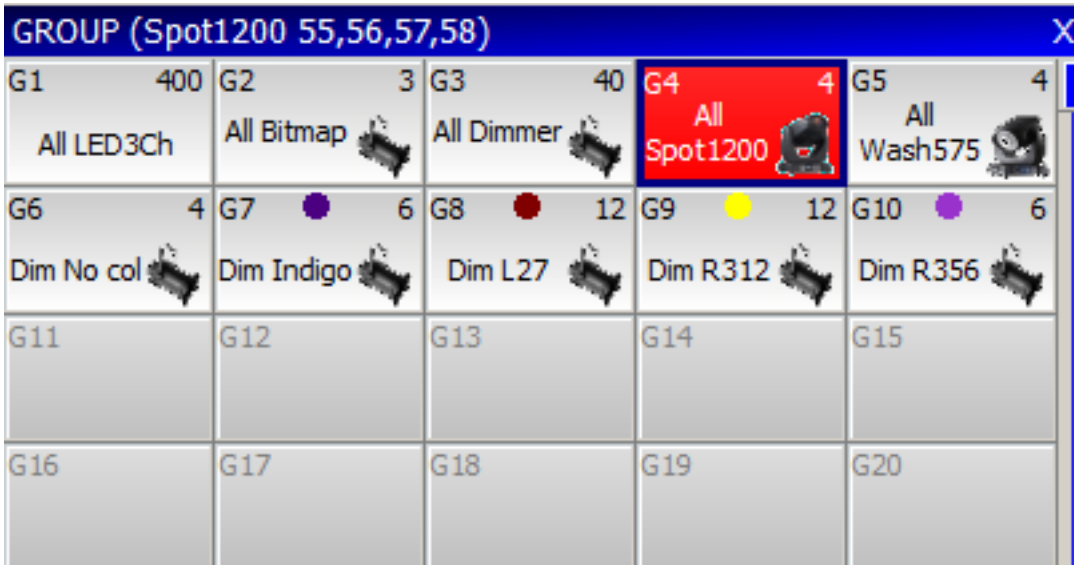 GROUP (Spot1200 55,56,57,58) X
G1 400 G2 3 G3 40 G4 4 G5 4
All LED3Ch All Bitmap All Dimmer All Spot1200 All Wash575
G6 4 G7 6 G8 12 G9 12 G10 6
Dim No col Dim Indigo Dim L27 Dim R312 Dim R356
G11 G12 G13 G14 G15
G16 G17 G18 G19 G20